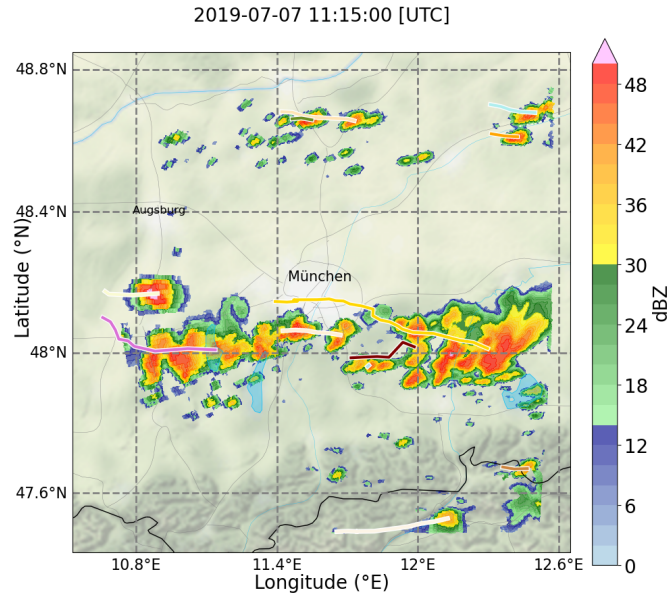 2019-07-07 11:15:00 [UTC]
48.8°N
48.4°N
48°N
47.6°N
Latitude (°N)
Augsburg
München
10.8°E
11.4°E
12°E
12.6°E
Longitude (°E)
48
42
36
30
24
18
12
6
0
dBZ